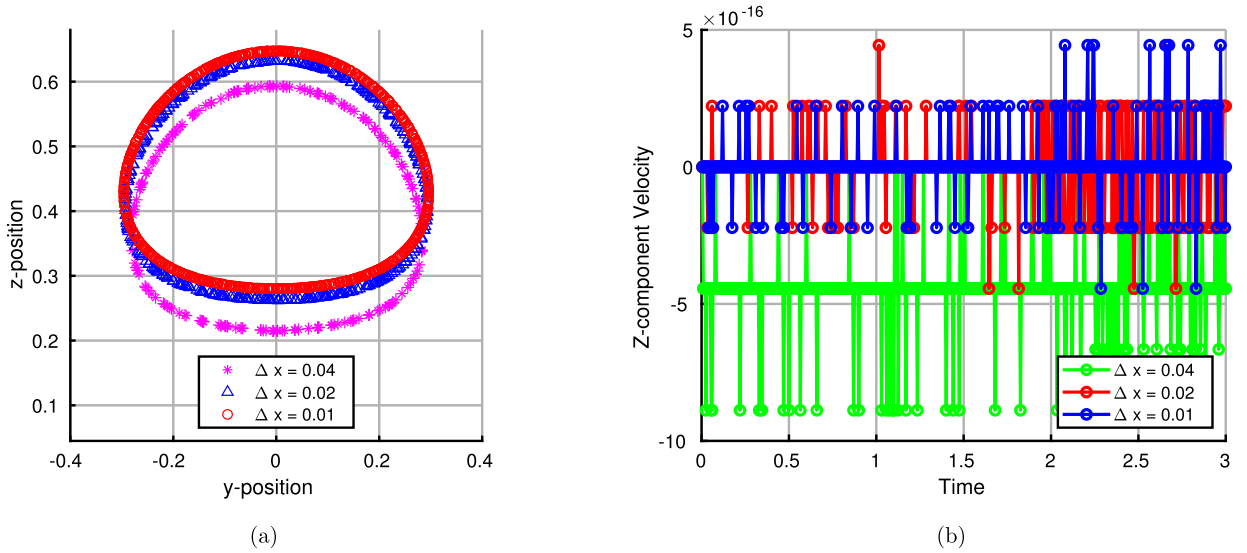 0.6
0.5
0.4
0.3
0.2
0.1
-0.4
-0.2
0
0.2
0.4
z-position
y-position
Δ x = 0.04
Δ x = 0.02
Δ x = 0.01
(a)
×10⁻¹⁶
5
0
-5
-10
0
0.5
1
1.5
2
2.5
3
Z-component Velocity
Time
Δ x = 0.04
Δ x = 0.02
Δ x = 0.01
(b)